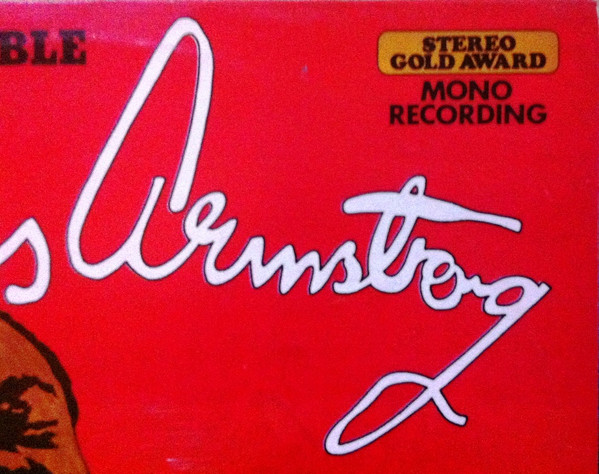 BLE
STEREO
GOLD AWARD
MONO
RECORDING
s Armstrong